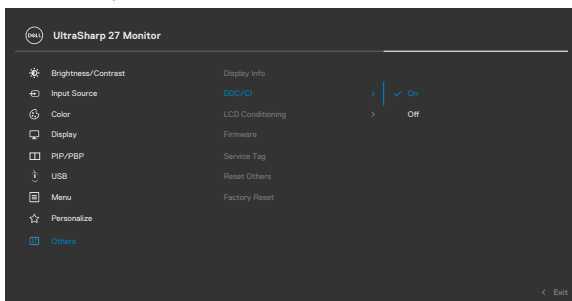 DELL UltraSharp 27 Monitor
Brightness/Contrast
Input Source
Color
Display
PIP/PBP
USB
Menu
Personalize
Others
Display Info
DDC/CI
LCD Conditioning
Firmware
Service Tag
Reset Others
Factory Reset
On
Off
Exit